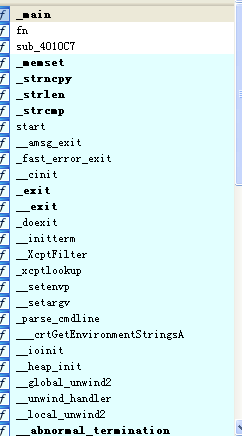 f _main
f fn
f sub_4010C7
f _memset
f _strncpy
f _strlen
f _strcmp
f start
f __amsg_exit
f _fast_error_exit
f __cinit
f _exit
f __exit
f _doexit
f __initterm
f __XcptFilter
f _xcptlookup
f __setenvp
f __setargv
f _parse_cmdline
f ___crtGetEnvironmentStringsA
f __ioinit
f __heap_init
f __global_unwind2
f __unwind_handler
f __local_unwind2
f __abnormal_termination